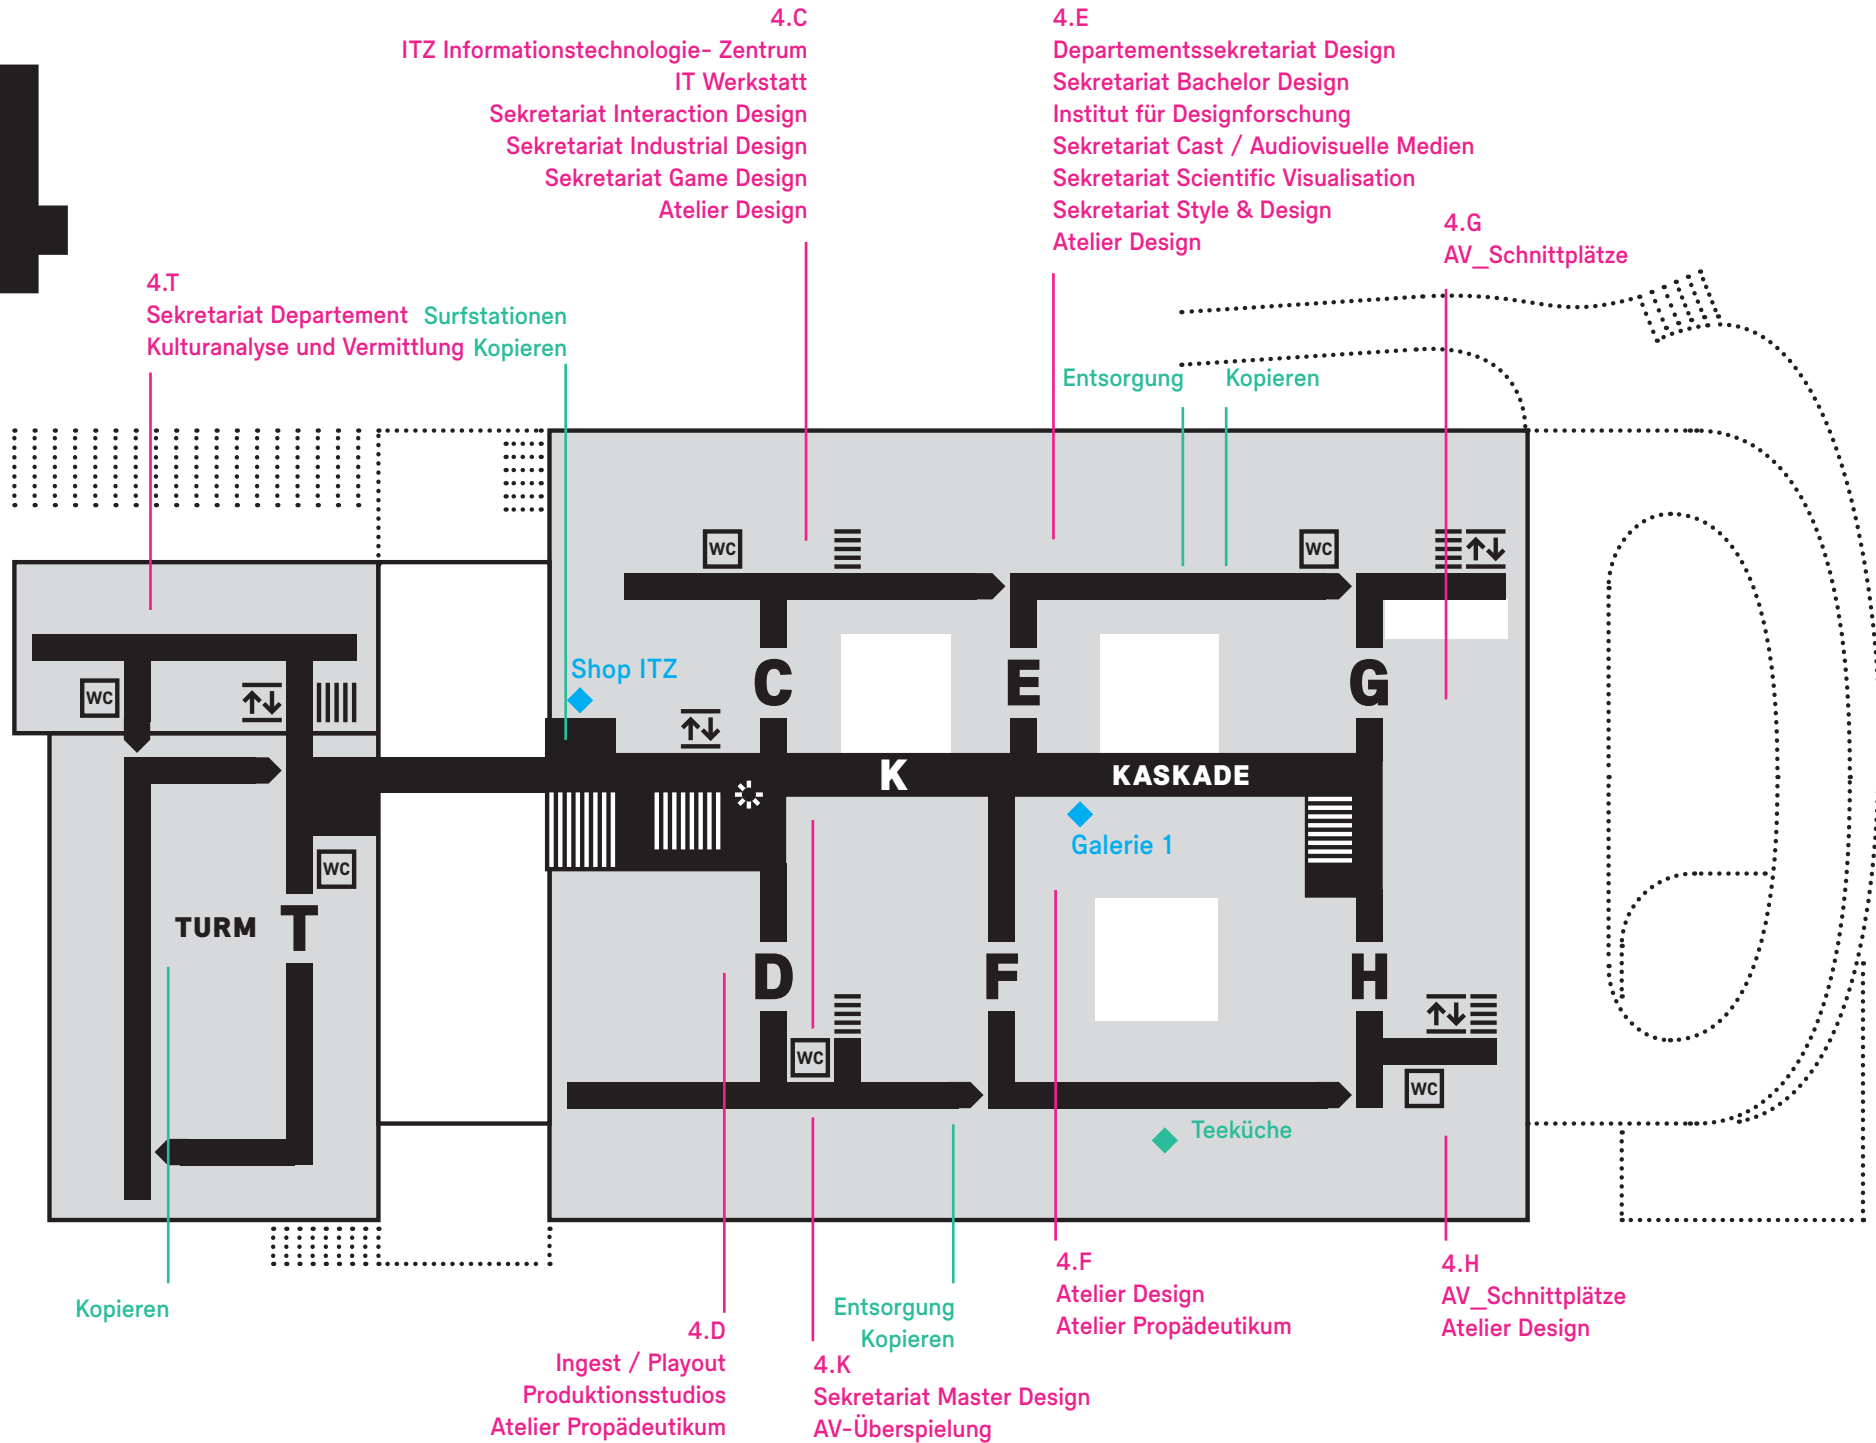 4
4.C
ITZ Informationstechnologie- Zentrum
IT Werkstatt
Sekretariat Interaction Design
Sekretariat Industrial Design
Sekretariat Game Design
Atelier Design
4.E
Departementssekretariat Design
Sekretariat Bachelor Design
Institut für Designforschung
Sekretariat Cast / Audiovisuelle Medien
Sekretariat Scientific Visualisation
Sekretariat Style & Design
Atelier Design
4.G
AV_Schnittplätze
4.T
Sekretariat Departement
Kulturanalyse und Vermittlung
Surfstationen
Kopieren
Entsorgung
Kopieren
WC
WC
Shop ITZ
C
E
G
WC
K
KASKADE
Galerie 1
WC
TURM
T
D
F
H
WC
WC
Teeküche
Kopieren
4.D
Ingest / Playout
Produktionsstudios
Atelier Propädeutikum
Entsorgung
Kopieren
4.K
Sekretariat Master Design
AV-Überspielung
4.F
Atelier Design
Atelier Propädeutikum
4.H
AV_Schnittplätze
Atelier Design